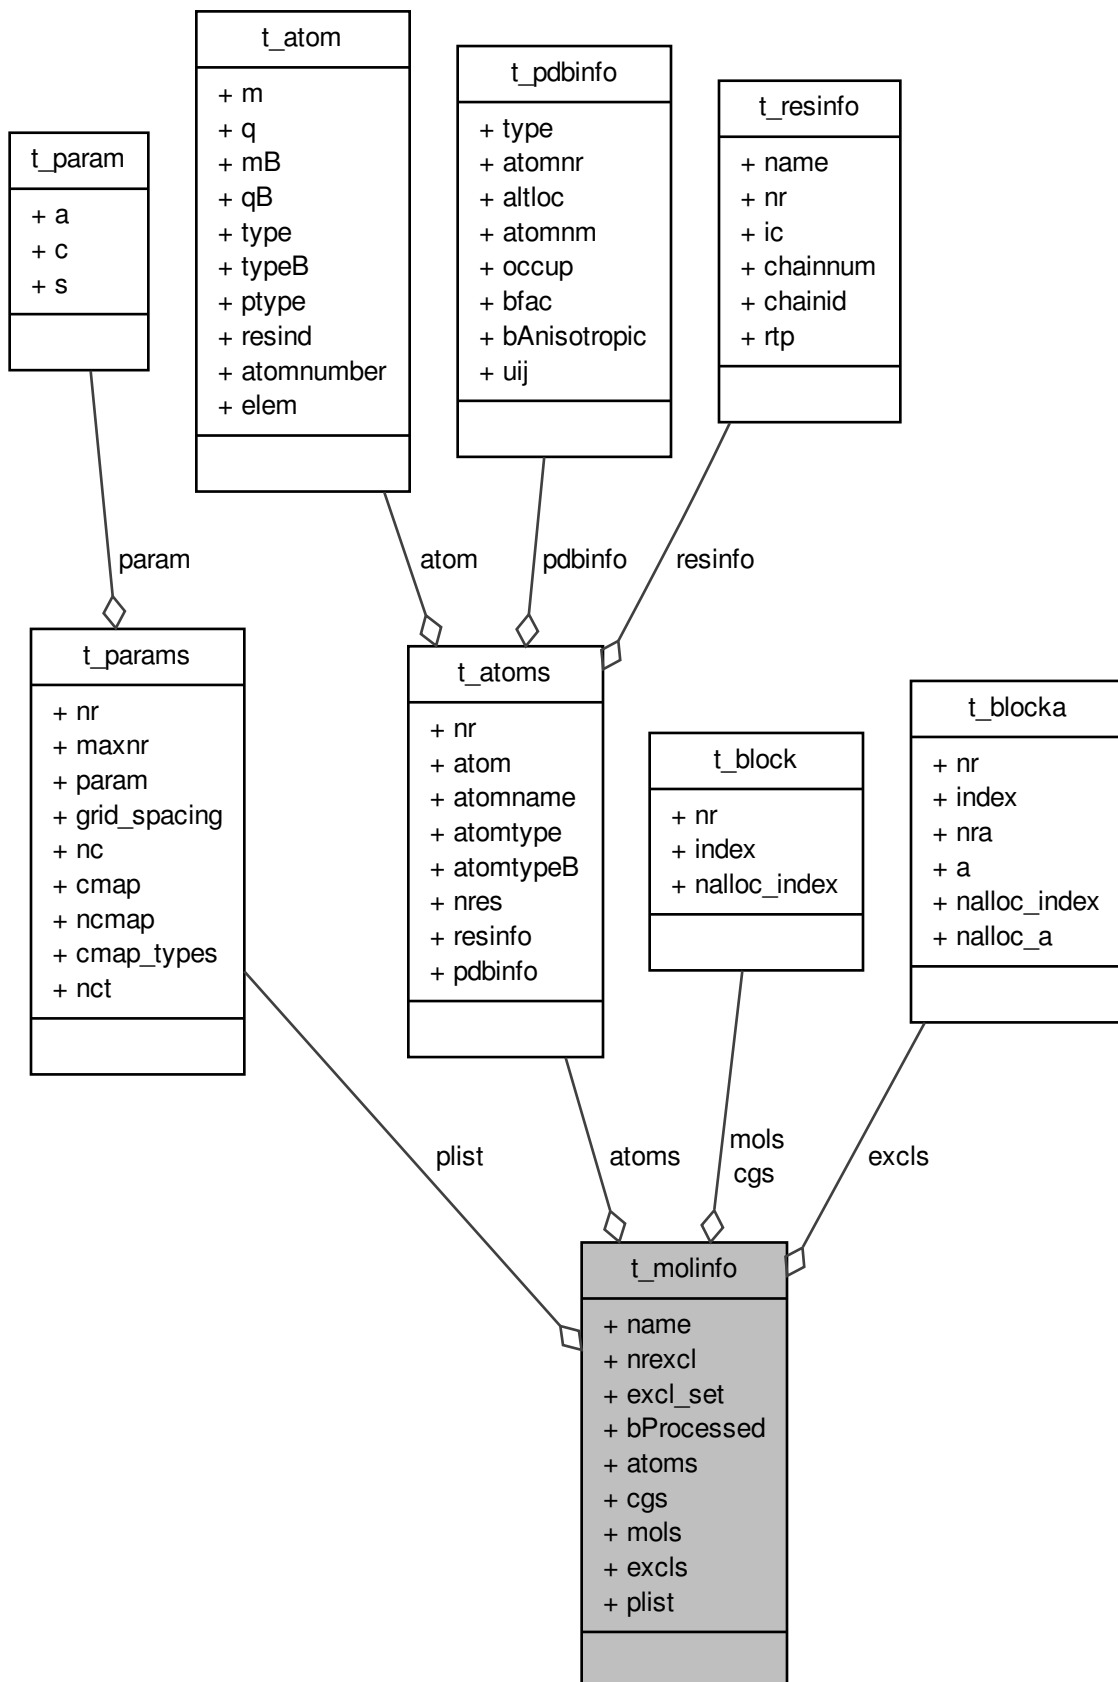 t_atom
+ m
+ q
+ mB
+ qB
+ type
+ typeB
+ ptype
+ resind
+ atomnumber
+ elem
t_pdbinfo
+ type
+ atomnr
+ altloc
+ atomnm
+ occup
+ bfac
+ bAnisotropic
+ uij
t_resinfo
+ name
+ nr
+ ic
+ chainnum
+ chainid
+ rtp
t_param
+ a
+ c
+ s
param
atom
pdbinfo
resinfo
t_params
+ nr
+ maxnr
+ param
+ grid_spacing
+ nc
+ cmap
+ ncmap
+ cmap_types
+ nct
t_atoms
+ nr
+ atom
+ atomname
+ atomtype
+ atomtypeB
+ nres
+ resinfo
+ pdbinfo
t_block
+ nr
+ index
+ nalloc_index
t_blocka
+ nr
+ index
+ nra
+ a
+ nalloc_index
+ nalloc_a
plist
atoms
mols
cgs
excls
t_molinfo
+ name
+ nrexcl
+ excl_set
+ bProcessed
+ atoms
+ cgs
+ mols
+ excls
+ plist